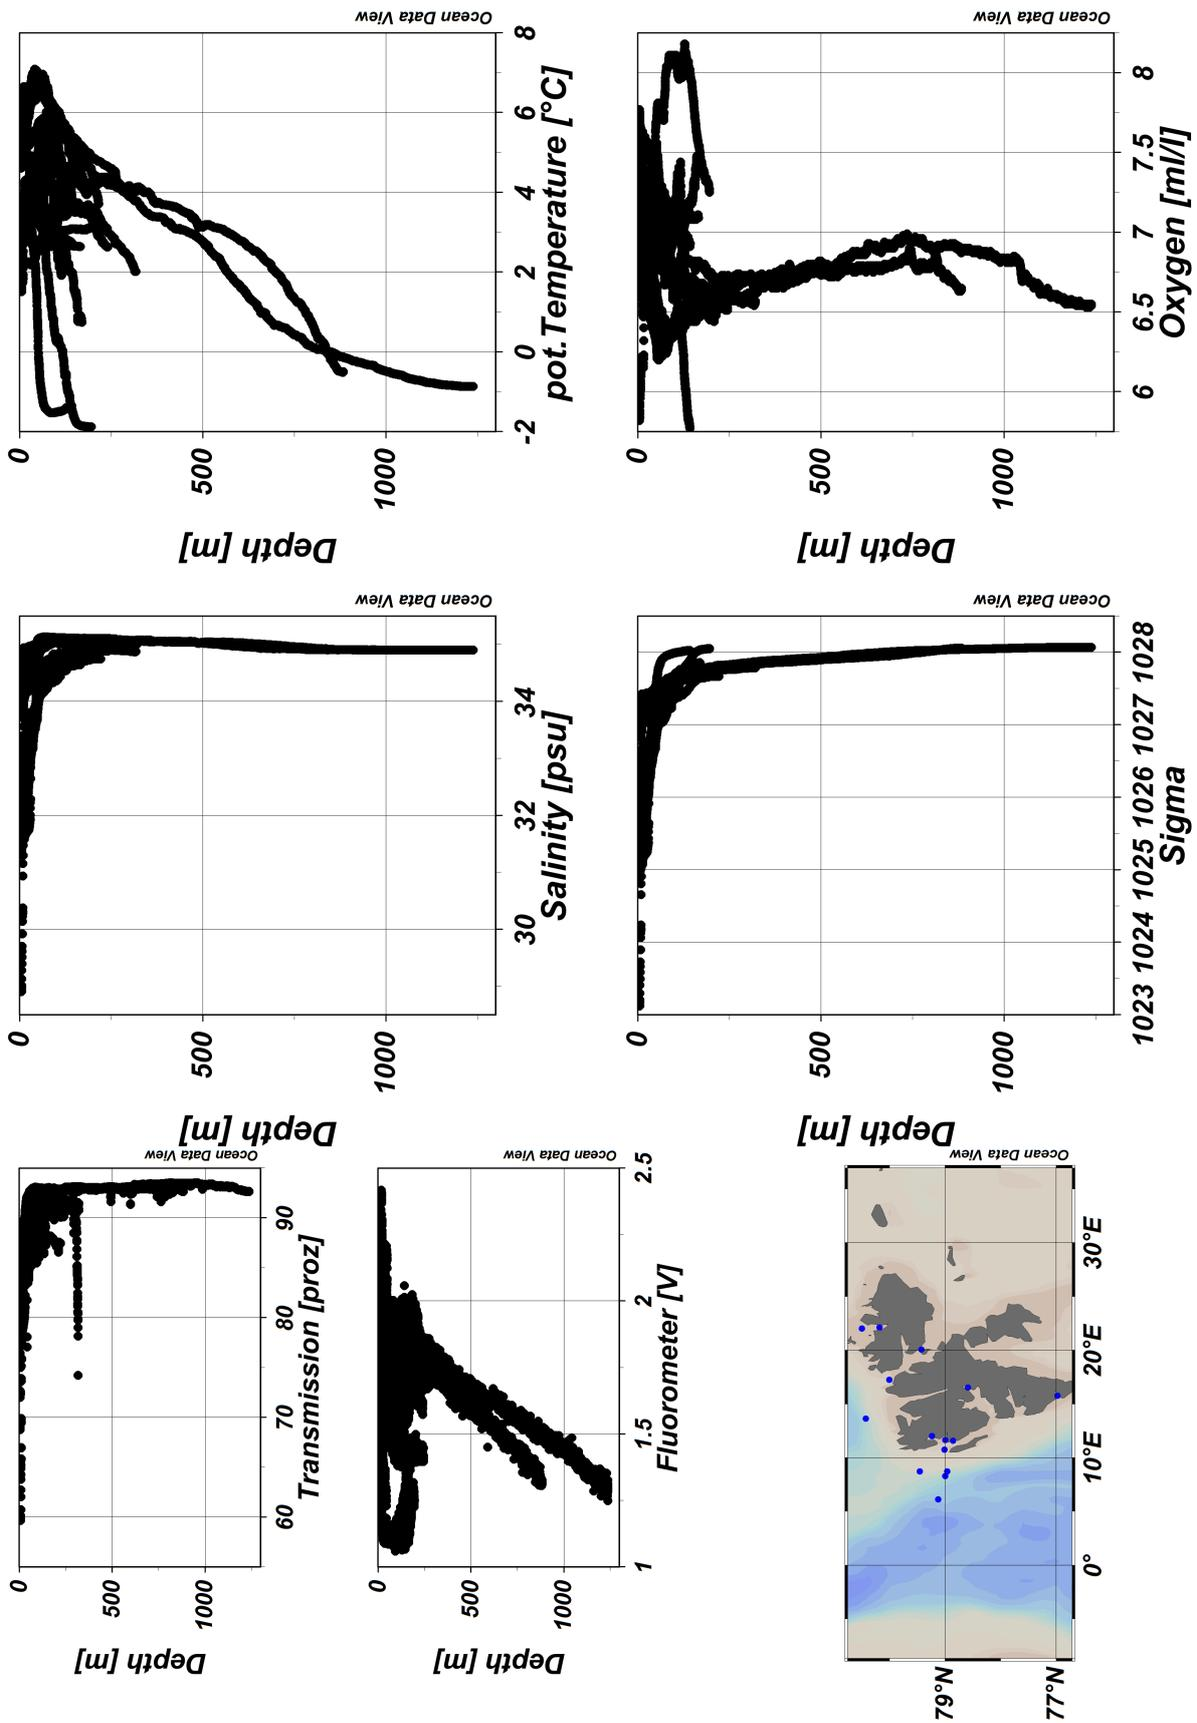 Ocean Data View
0
500
1000
Depth [m]
60
70
80
90
Transmission [proz]
Ocean Data View
0
500
1000
Depth [m]
1
1.5
2
2.5
Fluorometer [V]
Ocean Data View
79°N
77°N
0°
10°E
20°E
30°E
Ocean Data View
0
500
1000
Depth [m]
30
32
34
Salinity [psu]
Ocean Data View
0
500
1000
Depth [m]
1023 1024 1025 1026 1027 1028
Sigma
Ocean Data View
0
500
1000
Depth [m]
-2
0
2
4
6
8
pot.Temperature [°C]
Ocean Data View
0
500
1000
Depth [m]
6
6.5
7
7.5
8
Oxygen [ml/l]